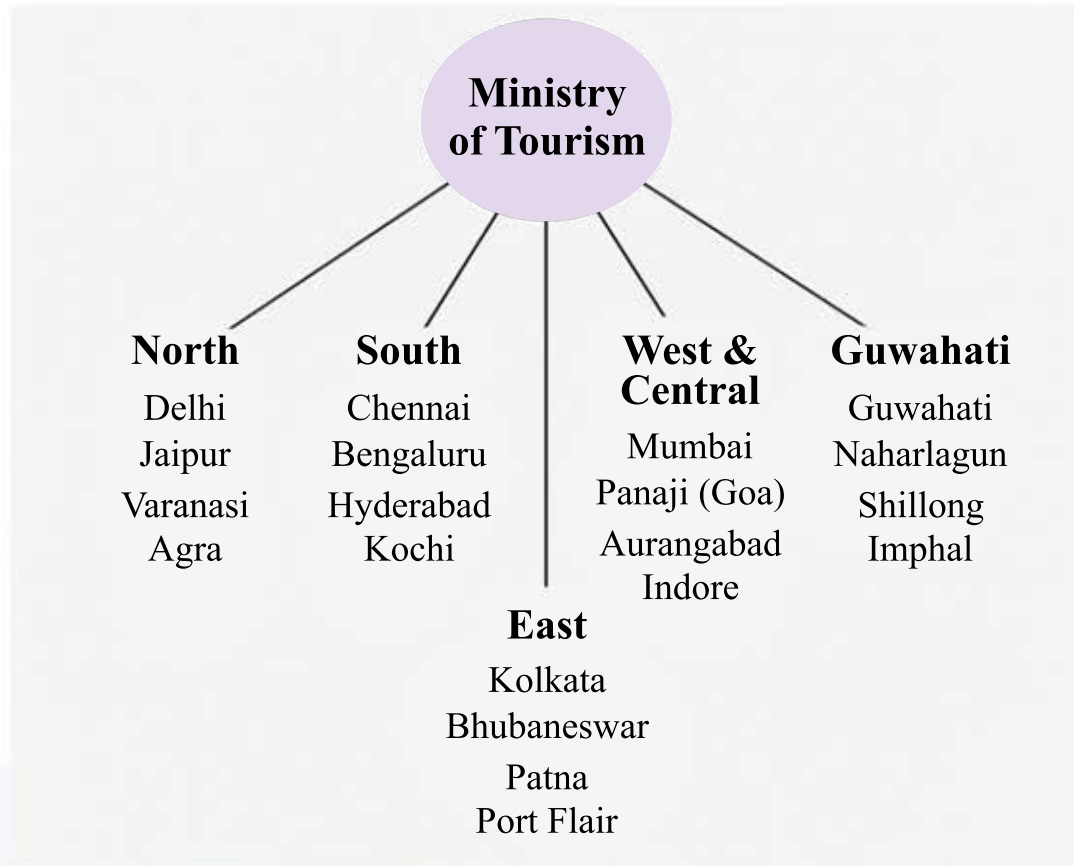 Ministry
of Tourism
North
Delhi
Jaipur
Varanasi
Agra
South
Chennai
Bengaluru
Hyderabad
Kochi
East
Kolkata
Bhubaneswar
Patna
Port Flair
West &
Central
Mumbai
Panaji (Goa)
Aurangabad
Indore
Guwahati
Guwahati
Naharlagun
Shillong
Imphal